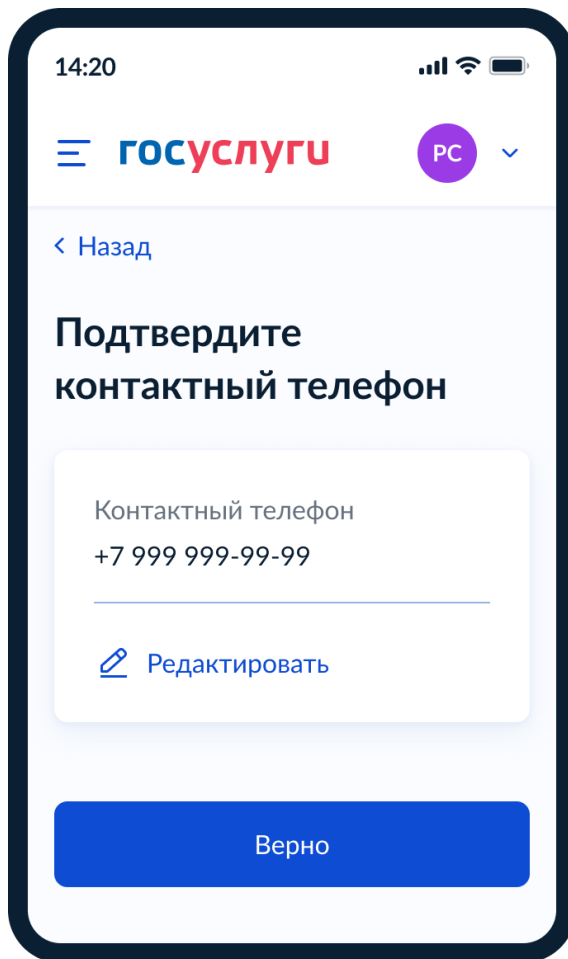 14:20
госуслуги
РС
Назад
Подтвердите
контактный телефон
Контактный телефон
+7 999 999-99-99
Редактировать
Верно